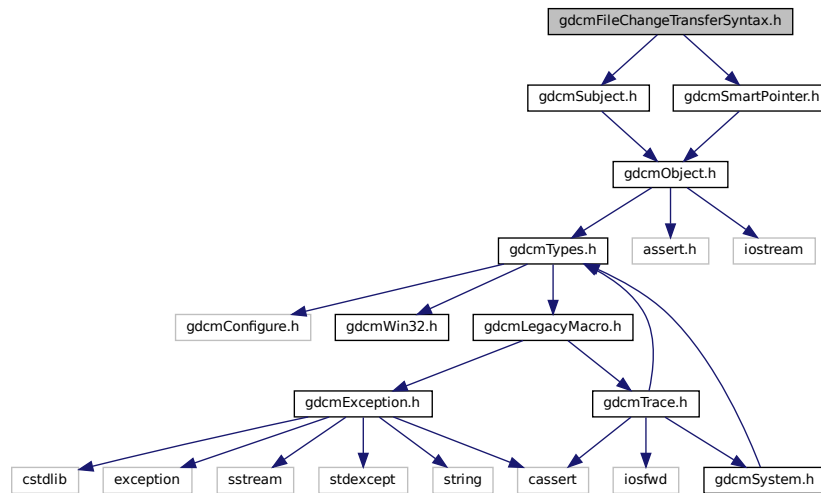 gdcmFileChangeTransferSyntax.h
gdcmSubject.h
gdcmSmartPointer.h
gdcmObject.h
gdcmTypes.h
assert.h
iostream
gdcmConfigure.h
gdcmWin32.h
gdcmLegacyMacro.h
gdcmException.h
gdcmTrace.h
cstdlib
exception
sstream
stdexcept
string
cassert
iosfwd
gdcmSystem.h